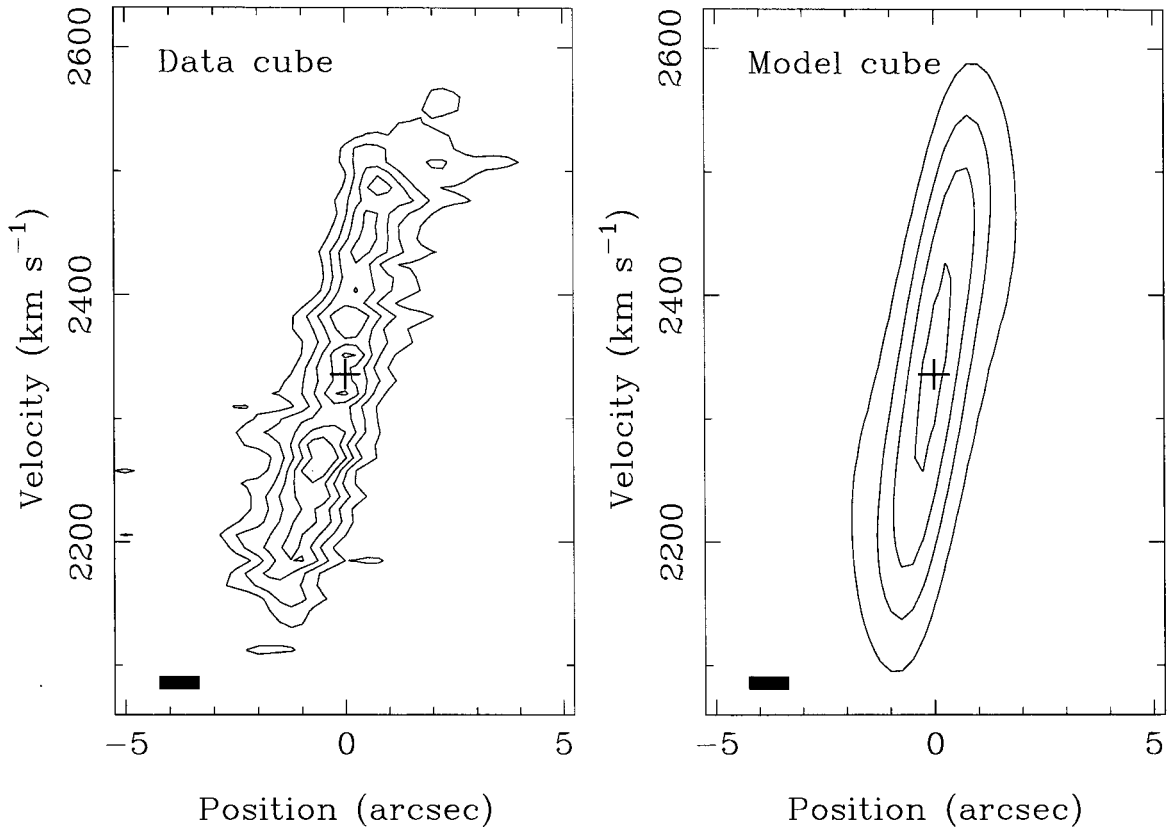 Data cube
Velocity (km s⁻¹)
2600
2400
2200
−5
0
5
Position (arcsec)
Model cube
Velocity (km s⁻¹)
2600
2400
2200
−5
0
5
Position (arcsec)